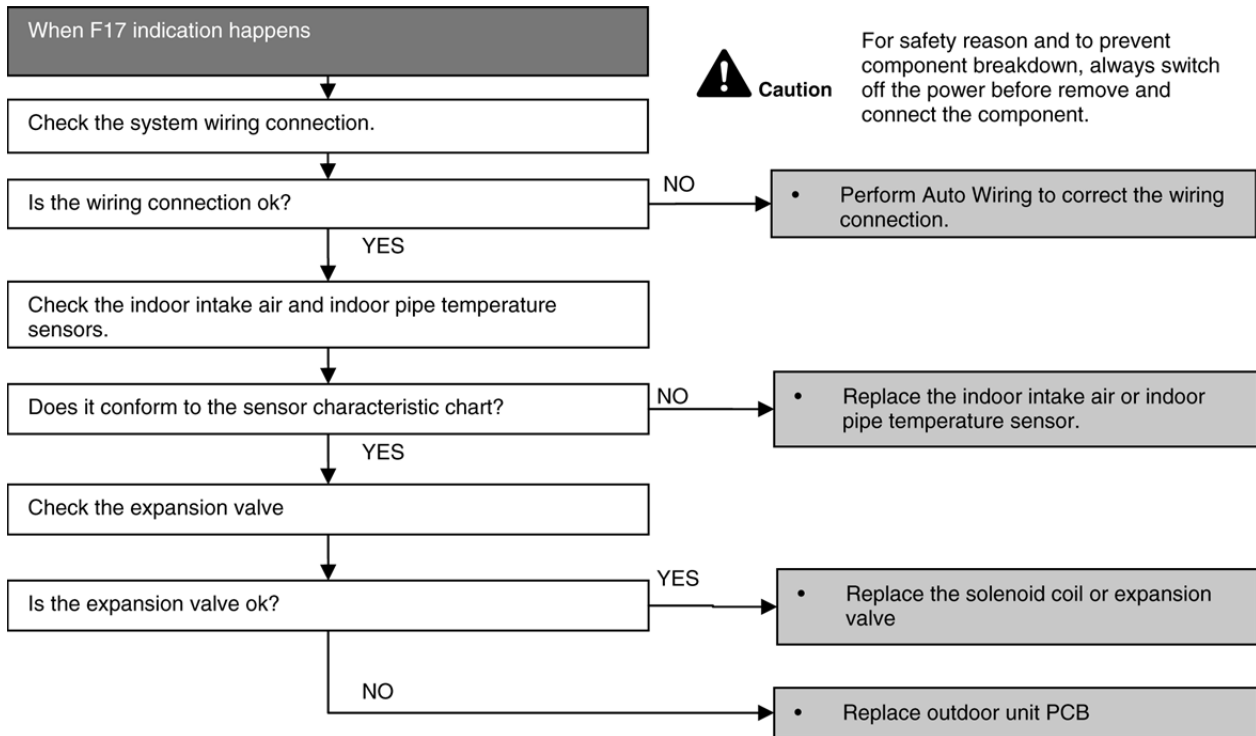 When F17 indication happens
Caution
For safety reason and to prevent
component breakdown, always switch
off the power before remove and
connect the component.
Check the system wiring connection.
Is the wiring connection ok?
NO
• Perform Auto Wiring to correct the wiring
connection.
YES
Check the indoor intake air and indoor pipe temperature
sensors.
Does it conform to the sensor characteristic chart?
NO
• Replace the indoor intake air or indoor
pipe temperature sensor.
YES
Check the expansion valve
Is the expansion valve ok?
YES
• Replace the solenoid coil or expansion
valve
NO
• Replace outdoor unit PCB